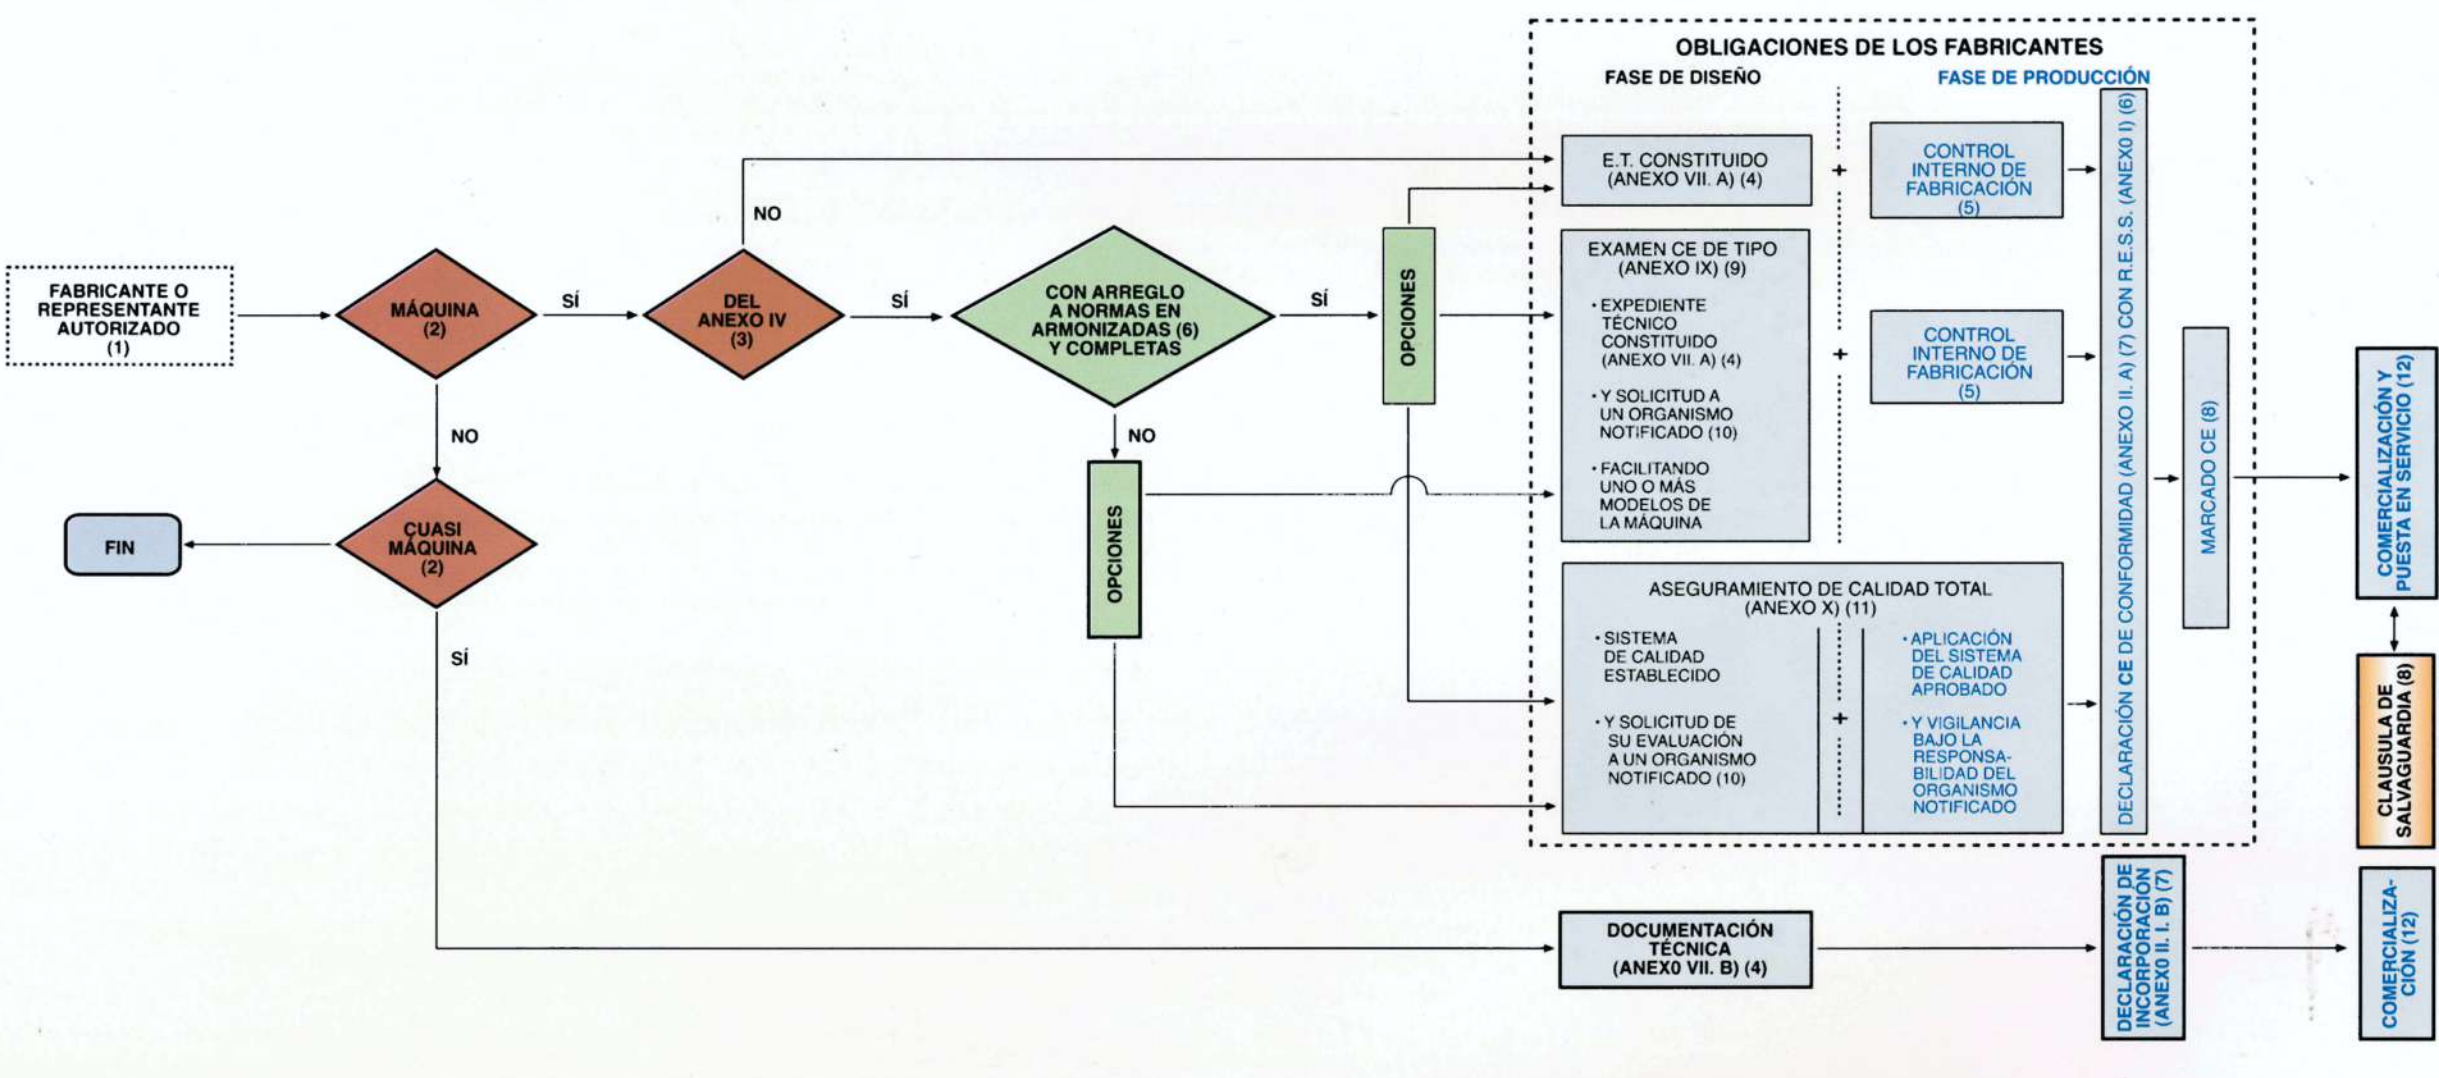 OBLIGACIONES DE LOS FABRICANTES
FASE DE DISEÑO
FASE DE PRODUCCIÓN
FABRICANTE O
REPRESENTANTE
AUTORIZADO
(1)
MÁQUINA
(2)
SÍ
NO
DEL
ANEXO IV
(3)
NO
SÍ
CON ARREGLO
A NORMAS EN
ARMONIZADAS (6)
Y COMPLETAS
SÍ
NO
OPCIONES
OPCIONES
CUASI
MÁQUINA
(2)
FIN
SÍ
E.T. CONSTITUIDO
(ANEXO VII. A) (4)
+
CONTROL
INTERNO DE
FABRICACIÓN
(5)
EXAMEN CE DE TIPO
(ANEXO IX) (9)
• EXPEDIENTE
TÉCNICO
CONSTITUIDO
(ANEXO VII. A) (4)
• Y SOLICITUD A
UN ORGANISMO
NOTIFICADO (10)
• FACILITANDO
UNO O MÁS
MODELOS DE
LA MÁQUINA
+
CONTROL
INTERNO DE
FABRICACIÓN
(5)
ASEGURAMIENTO DE CALIDAD TOTAL
(ANEXO X) (11)
• SISTEMA
DE CALIDAD
ESTABLECIDO
• Y SOLICITUD DE
SU EVALUACIÓN
A UN ORGANISMO
NOTIFICADO (10)
+
• APLICACIÓN
DEL SISTEMA
DE CALIDAD
APROBADO
• Y VIGILANCIA
BAJO LA
RESPONSA-
BILIDAD DEL
ORGANISMO
NOTIFICADO
DECLARACIÓN CE DE CONFORMIDAD (ANEXO II. A) (7) CON R.E.S.S. (ANEX0 I) (6)
MARCADO CE (8)
COMERCIALIZACIÓN Y
PUESTA EN SERVICIO (12)
CLAUSULA DE
SALVAGUARDIA (8)
DOCUMENTACIÓN
TÉCNICA
(ANEX0 VII. B) (4)
DECLARACIÓN DE
INCORPORACIÓN
(ANEX0 II. I. B) (7)
COMERCIALIZA-
CIÓN (12)